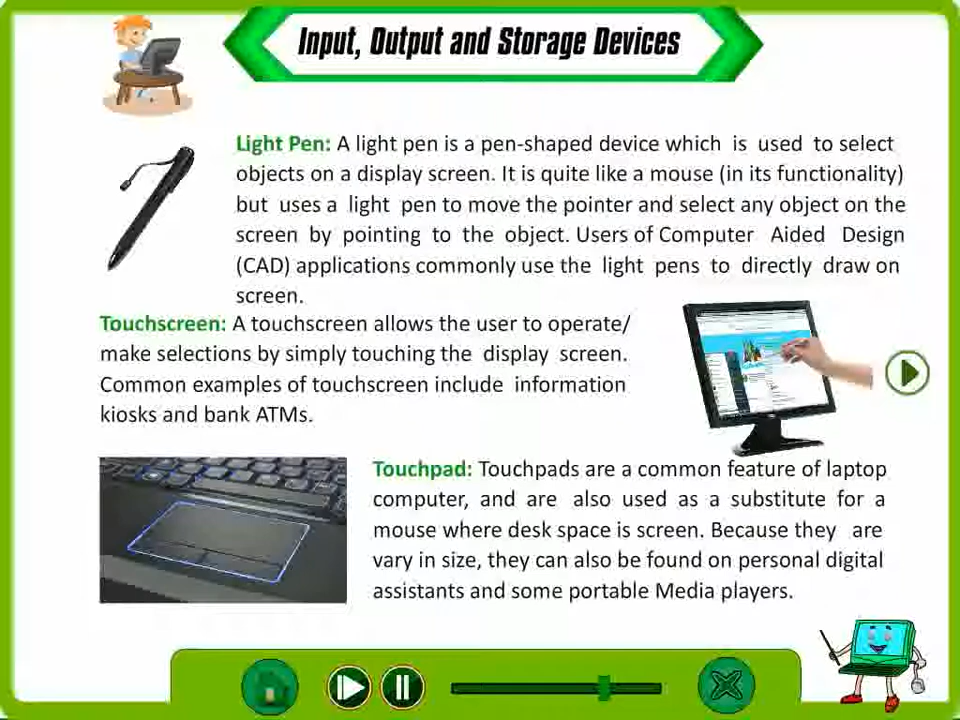 Input, Output and Storage Devices
Light Pen: A light pen is a pen-shaped device which is used to select
objects on a display screen. It is quite like a mouse (in its functionality)
but uses a light pen to move the pointer and select any object on the
screen by pointing to the object. Users of Computer Aided Design
(CAD) applications commonly use the light pens to directly draw on
screen.
Touchscreen: A touchscreen allows the user to operate/
make selections by simply touching the display screen.
Common examples of touchscreen include information
kiosks and bank ATMs.
Touchpad: Touchpads are a common feature of laptop
computer, and are also used as a substitute for a
mouse where desk space is screen. Because they are
vary in size, they can also be found on personal digital
assistants and some portable Media players.